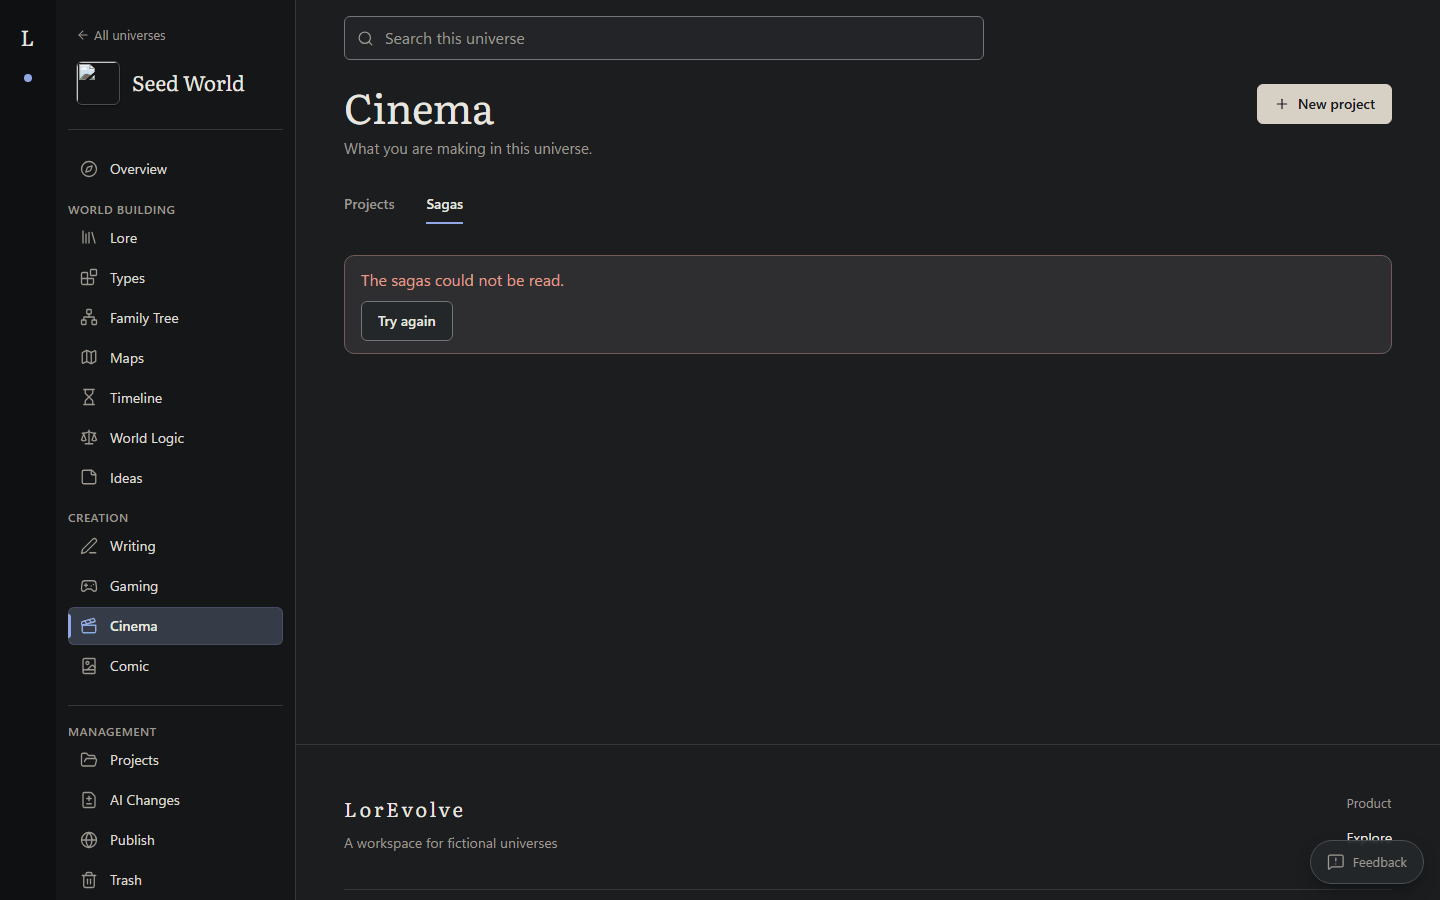 L
All universes
Seed World
Overview
WORLD BUILDING
Lore
Types
Family Tree
Maps
Timeline
World Logic
Ideas
CREATION
Writing
Gaming
Cinema
Comic
MANAGEMENT
Projects
AI Changes
Publish
Trash
Search this universe
Cinema
What you are making in this universe.
New project
Projects
Sagas
The sagas could not be read.
Try again
LorEvolve
A workspace for fictional universes
Product
Explore
Feedback